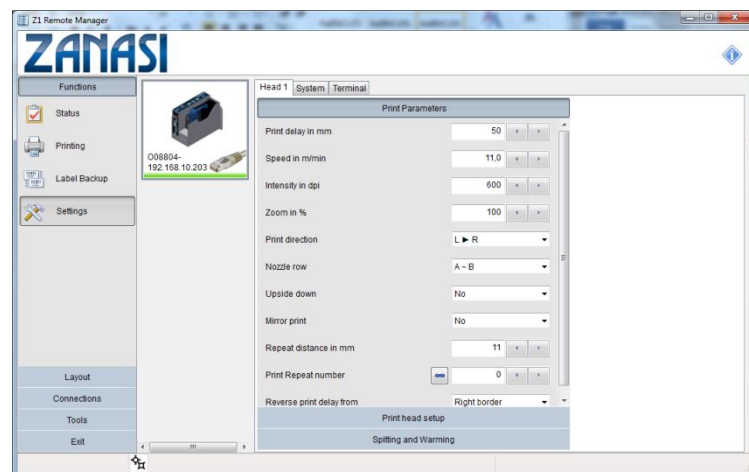 Z1 Remote Manager
ZANASI
Functions
Status
Printing
Label Backup
Settings
Layout
Connections
Tools
Exit
O08804-
192.168.10.203
Head 1 System Terminal
Print Parameters
Print delay in mm 50
Speed in m/min 11,0
Intensity in dpi 600
Zoom in % 100
Print direction L ► R
Nozzle row A ~ B
Upside down No
Mirror print No
Repeat distance in mm 11
Print Repeat number 0
Reverse print delay from Right border
Print head setup
Spitting and Warming